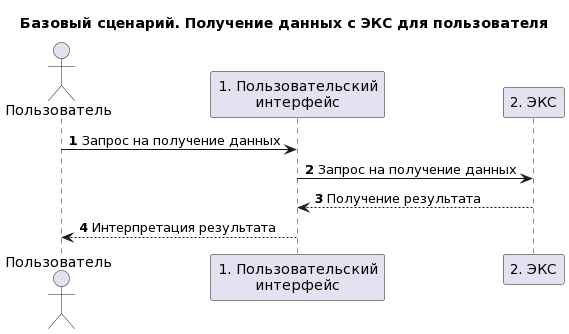 Базовый сценарий. Получение данных с ЭКС для пользователя
Пользователь
1. Пользовательский
интерфейс
2. ЭКС
1 Запрос на получение данных
2 Запрос на получение данных
3 Получение результата
4 Интерпретация результата
Пользователь
1. Пользовательский
интерфейс
2. ЭКС